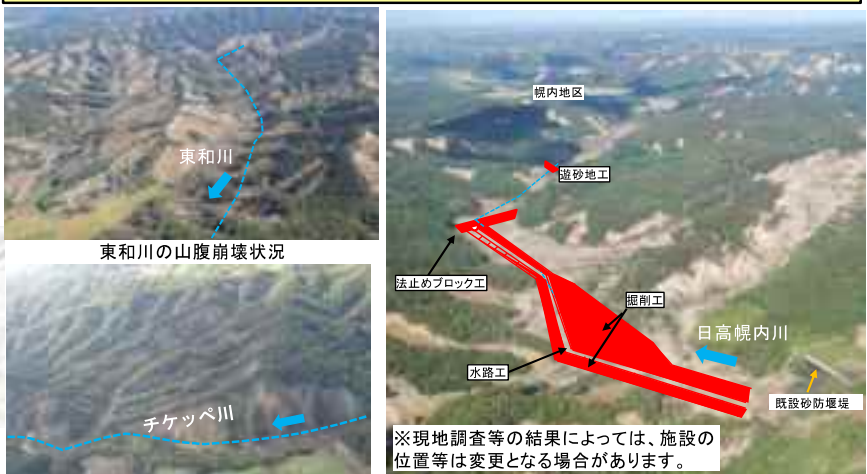 東和川
東和川の山腹崩壊状況
チケッペ川
幌内地区
遊砂地工
法止めブロック工
掘削工
日高幌内川
水路工
既設砂防堰堤
※現地調査等の結果によっては、施設の
位置等は変更となる場合があります。